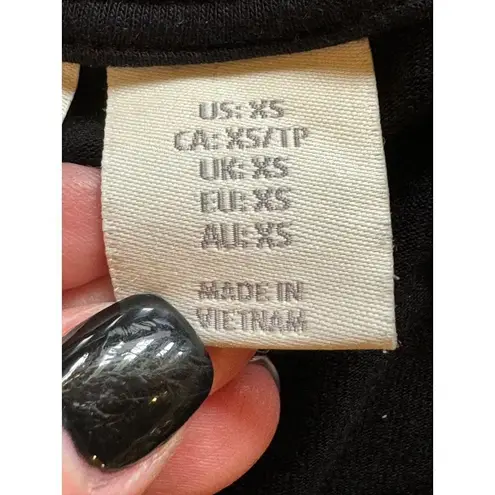 US: XS
CA: XS/TP
UK: XS
EU: XS
AU: XS
MADE IN
VIETNAM